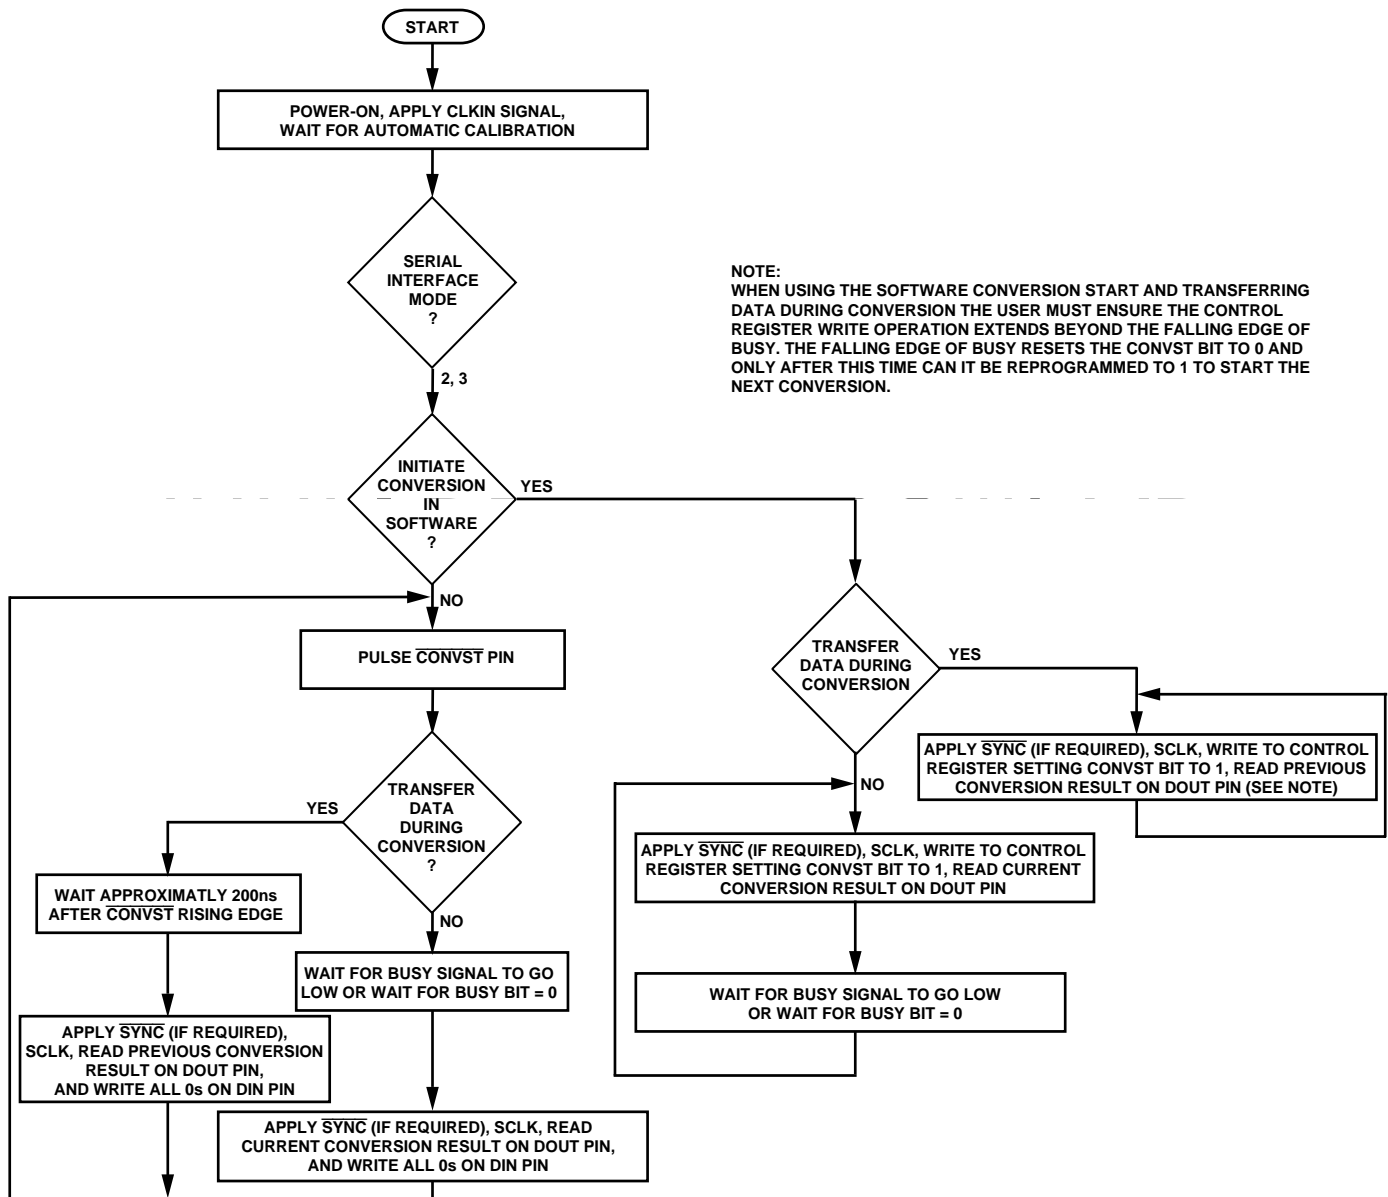 START
POWER-ON, APPLY CLKIN SIGNAL,
WAIT FOR AUTOMATIC CALIBRATION
SERIAL
INTERFACE
MODE
?
2, 3
NOTE:
WHEN USING THE SOFTWARE CONVERSION START AND TRANSFERRING
DATA DURING CONVERSION THE USER MUST ENSURE THE CONTROL
REGISTER WRITE OPERATION EXTENDS BEYOND THE FALLING EDGE OF
BUSY. THE FALLING EDGE OF BUSY RESETS THE CONVST BIT TO 0 AND
ONLY AFTER THIS TIME CAN IT BE REPROGRAMMED TO 1 TO START THE
NEXT CONVERSION.
INITIATE
CONVERSION
IN
SOFTWARE
?
YES
NO
PULSE CONVST PIN
TRANSFER
DATA
DURING
CONVERSION
?
YES
WAIT APPROXIMATLY 200ns
AFTER CONVST RISING EDGE
APPLY SYNC (IF REQUIRED),
SCLK, READ PREVIOUS CONVERSION
RESULT ON DOUT PIN,
AND WRITE ALL 0s ON DIN PIN
NO
WAIT FOR BUSY SIGNAL TO GO
LOW OR WAIT FOR BUSY BIT = 0
APPLY SYNC (IF REQUIRED), SCLK, READ
CURRENT CONVERSION RESULT ON DOUT PIN,
AND WRITE ALL 0s ON DIN PIN
TRANSFER
DATA DURING
CONVERSION
YES
APPLY SYNC (IF REQUIRED), SCLK, WRITE TO CONTROL
REGISTER SETTING CONVST BIT TO 1, READ PREVIOUS
CONVERSION RESULT ON DOUT PIN (SEE NOTE)
NO
APPLY SYNC (IF REQUIRED), SCLK, WRITE TO CONTROL
REGISTER SETTING CONVST BIT TO 1, READ CURRENT
CONVERSION RESULT ON DOUT PIN
WAIT FOR BUSY SIGNAL TO GO LOW
OR WAIT FOR BUSY BIT = 0